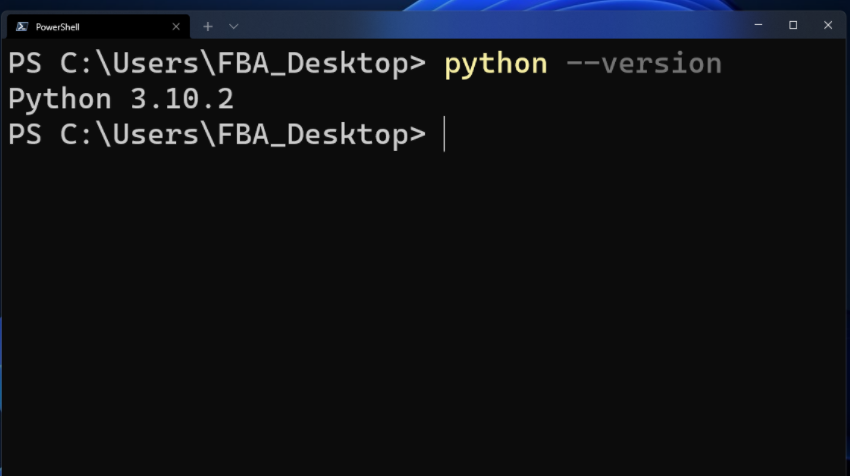 PowerShell
PS C:\Users\FBA_Desktop> python --version
Python 3.10.2
PS C:\Users\FBA_Desktop>